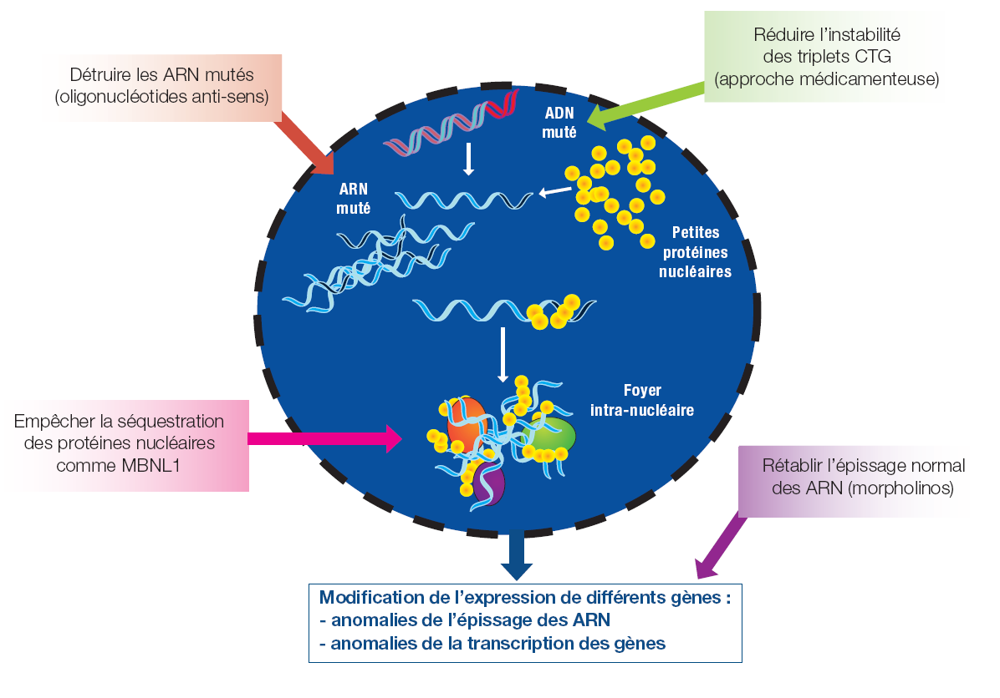 Réduire l’instabilité
des triplets CTG
(approche médicamenteuse)
Détruire les ARN mutés
(oligonucléotides anti-sens)
ADN
muté
ARN
muté
Petites
protéines
nucléaires
Foyer
intra-nucléaire
Empêcher la séquestration
des protéines nucléaires
comme MBNL1
Rétablir l’épissage normal
des ARN (morpholinos)
Modification de l’expression de différents gènes :
- anomalies de l’épissage des ARN
- anomalies de la transcription des gènes